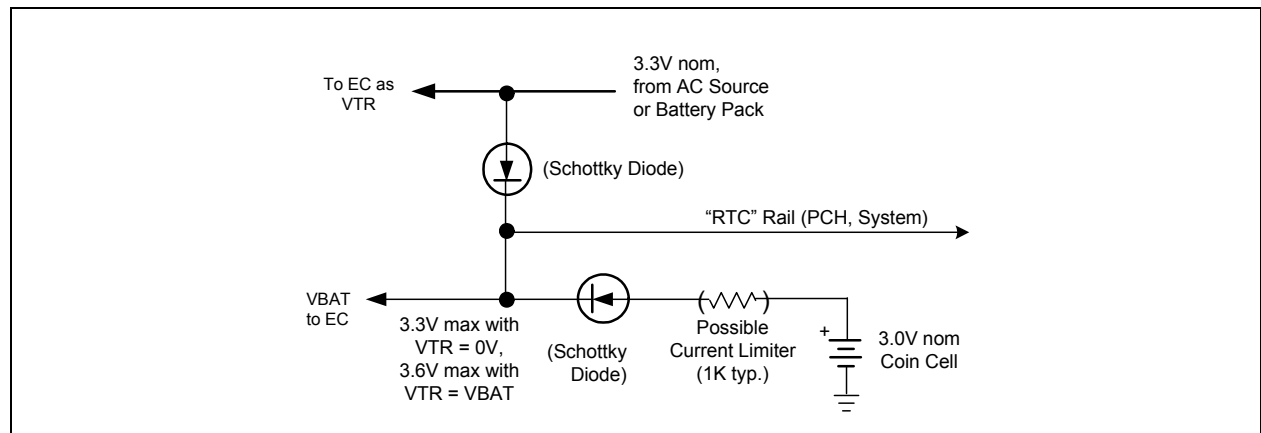 To EC as
VTR
3.3V nom,
from AC Source
or Battery Pack
(Schottky Diode)
“RTC” Rail (PCH, System)
VBAT
to EC
3.3V max with
VTR = 0V,
3.6V max with
VTR = VBAT
(Schottky
Diode)
( )
Possible
Current Limiter
(1K typ.)
+
3.0V nom
Coin Cell